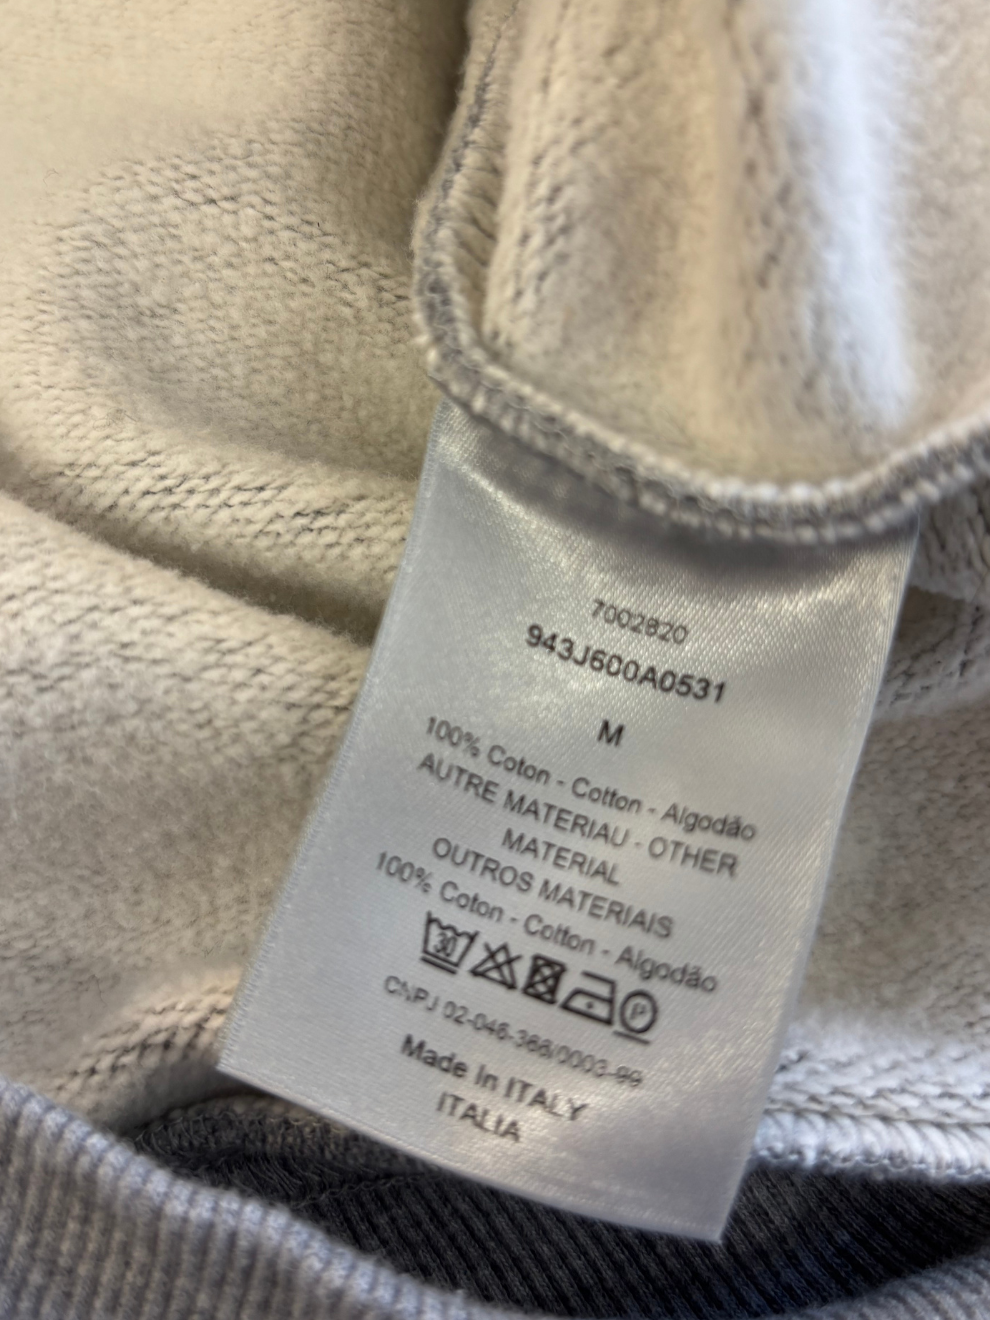 7002820
943J600A0531
M
100% Coton - Cotton - Algodão
AUTRE MATERIAU - OTHER
MATERIAL
OUTROS MATERIAIS
100% Coton - Cotton - Algodão
30 P
CNPJ 02-046-366/0003-99
Made In ITALY
ITALIA